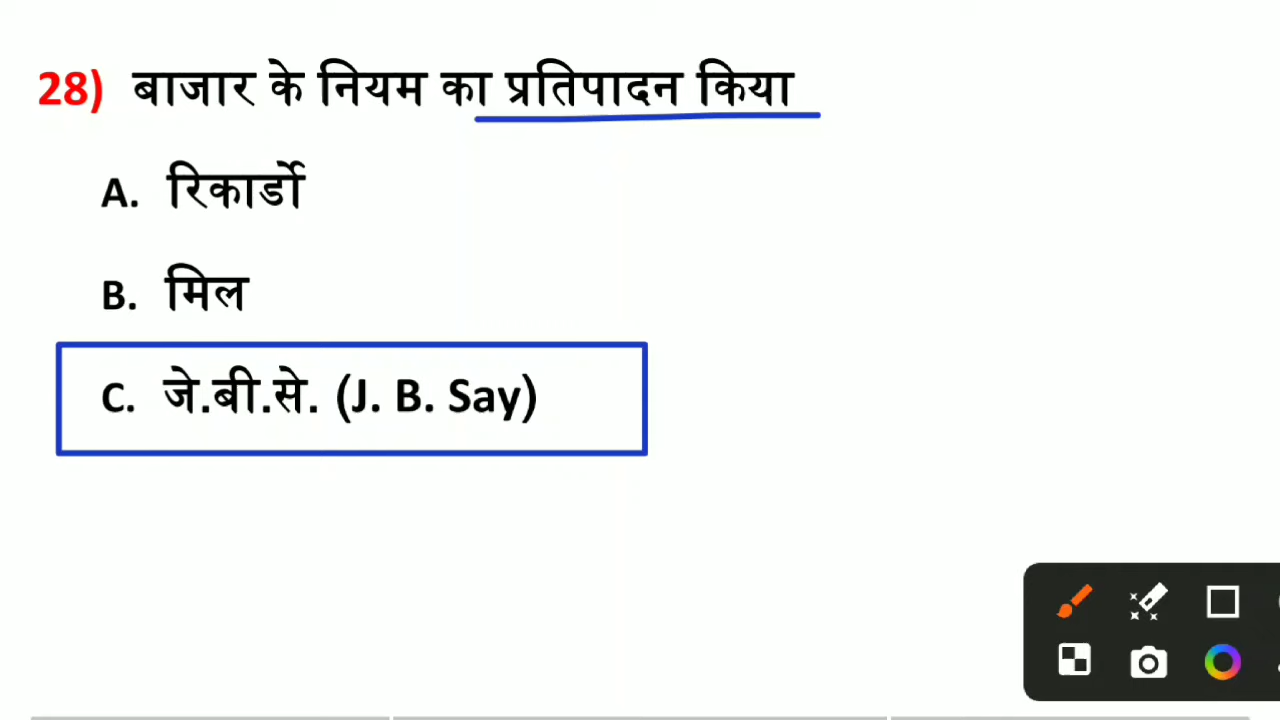 28) बाजार के नियम का प्रतिपादन किया
A. रिकार्डो
B. मिल
C. जे.बी.से. (J. B. Say)